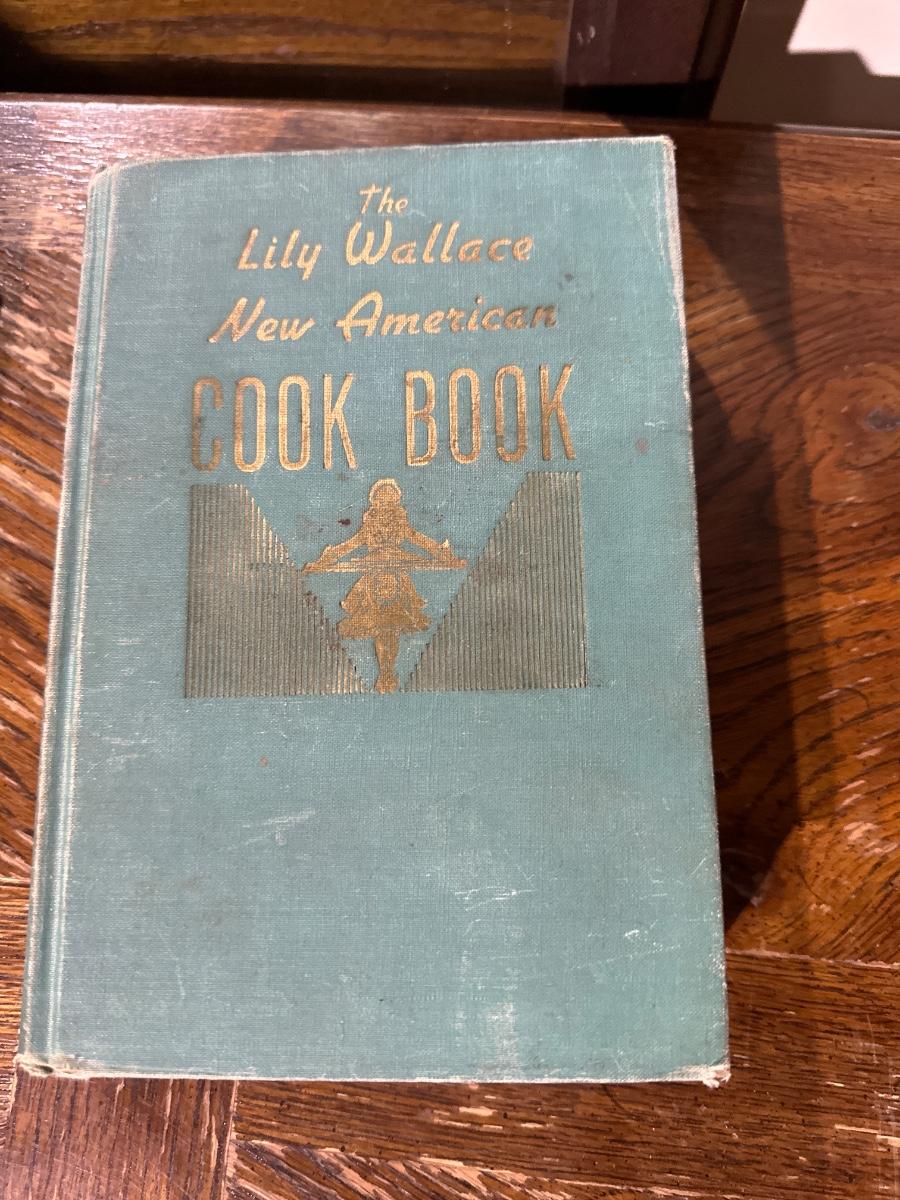 The
Lily Wallace
New American
COOK BOOK